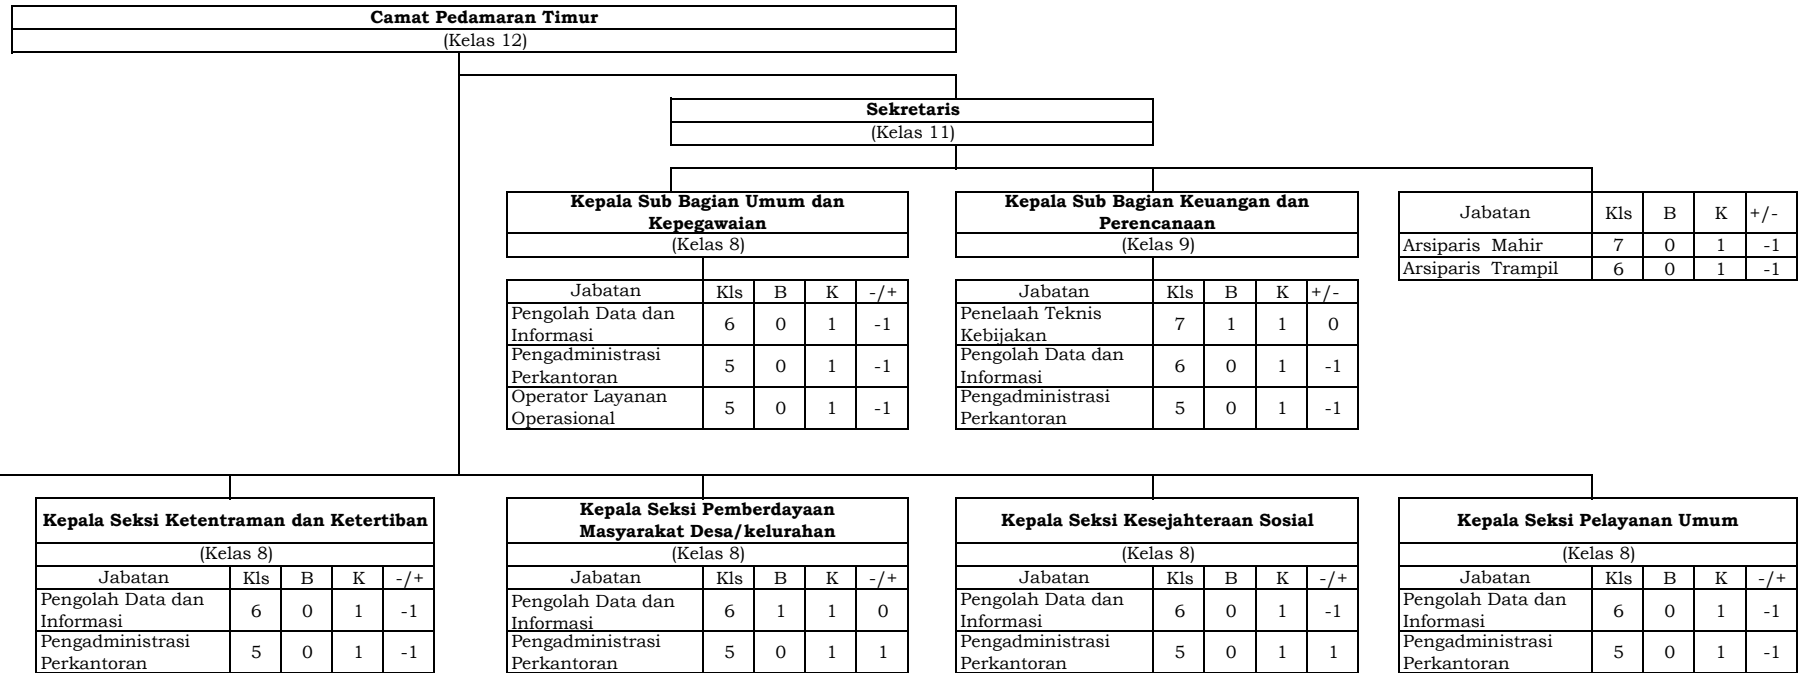 Camat Pedamaran Timur
(Kelas 12)
Sekretaris
(Kelas 11)
Kepala Sub Bagian Umum dan
Kepegawaian
(Kelas 8)
Jabatan Kls B K -/+
Pengolah Data dan
Informasi 6 0 1 -1
Pengadministrasi
Perkantoran 5 0 1 -1
Operator Layanan
Operasional 5 0 1 -1
Kepala Sub Bagian Keuangan dan
Perencanaan
(Kelas 9)
Jabatan Kls B K +/-
Penelaah Teknis
Kebijakan 7 1 1 0
Pengolah Data dan
Informasi 6 0 1 -1
Pengadministrasi
Perkantoran 5 0 1 -1
Jabatan Kls B K +/-
Arsiparis Mahir 7 0 1 -1
Arsiparis Trampil 6 0 1 -1
Kepala Seksi Ketentraman dan Ketertiban
(Kelas 8)
Jabatan Kls B K -/+
Pengolah Data dan
Informasi 6 0 1 -1
Pengadministrasi
Perkantoran 5 0 1 -1
Kepala Seksi Pemberdayaan
Masyarakat Desa/kelurahan
(Kelas 8)
Jabatan Kls B K -/+
Pengolah Data dan
Informasi 6 1 1 0
Pengadministrasi
Perkantoran 5 0 1 1
Kepala Seksi Kesejahteraan Sosial
(Kelas 8)
Jabatan Kls B K -/+
Pengolah Data dan
Informasi 6 0 1 -1
Pengadministrasi
Perkantoran 5 0 1 1
Kepala Seksi Pelayanan Umum
(Kelas 8)
Jabatan Kls B K -/+
Pengolah Data dan
Informasi 6 0 1 -1
Pengadministrasi
Perkantoran 5 0 1 -1